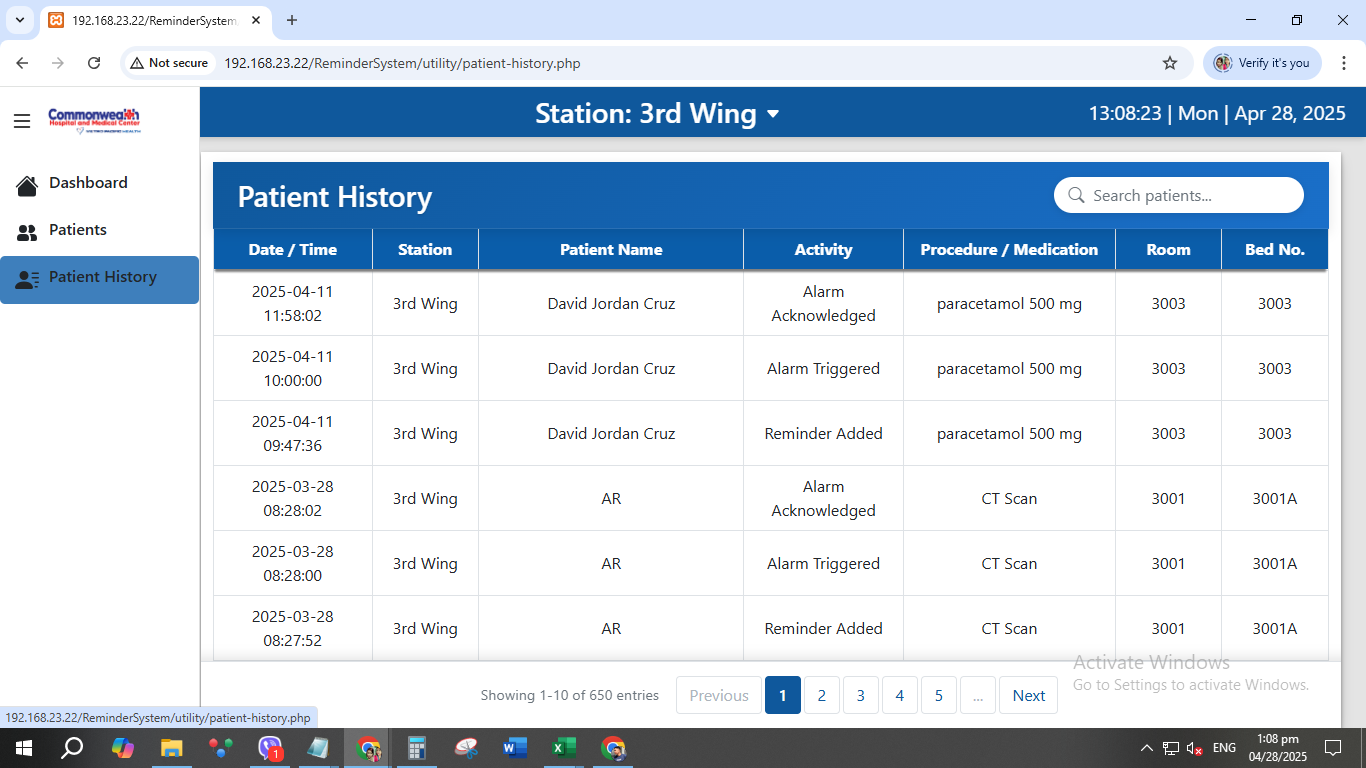 192.168.23.22/ReminderSystem
Not secure
192.168.23.22/ReminderSystem/utility/patient-history.php
Verify it's you
Commonwealth
Hospital and Medical Center
Station: 3rd Wing
13:08:23 | Mon | Apr 28, 2025
Dashboard
Patients
Patient History
Patient History
Search patients...
Date / Time Station Patient Name Activity Procedure / Medication Room Bed No.
2025-04-11 11:58:02 3rd Wing David Jordan Cruz Alarm Acknowledged paracetamol 500 mg 3003 3003
2025-04-11 10:00:00 3rd Wing David Jordan Cruz Alarm Triggered paracetamol 500 mg 3003 3003
2025-04-11 09:47:36 3rd Wing David Jordan Cruz Reminder Added paracetamol 500 mg 3003 3003
2025-03-28 08:28:02 3rd Wing AR Alarm Acknowledged CT Scan 3001 3001A
2025-03-28 08:28:00 3rd Wing AR Alarm Triggered CT Scan 3001 3001A
2025-03-28 08:27:52 3rd Wing AR Reminder Added CT Scan 3001 3001A
Activate Windows
Go to Settings to activate Windows.
Showing 1-10 of 650 entries Previous 1 2 3 4 5 ... Next
192.168.23.22/ReminderSystem/utility/patient-history.php
1
ENG
1:08 pm
04/28/2025